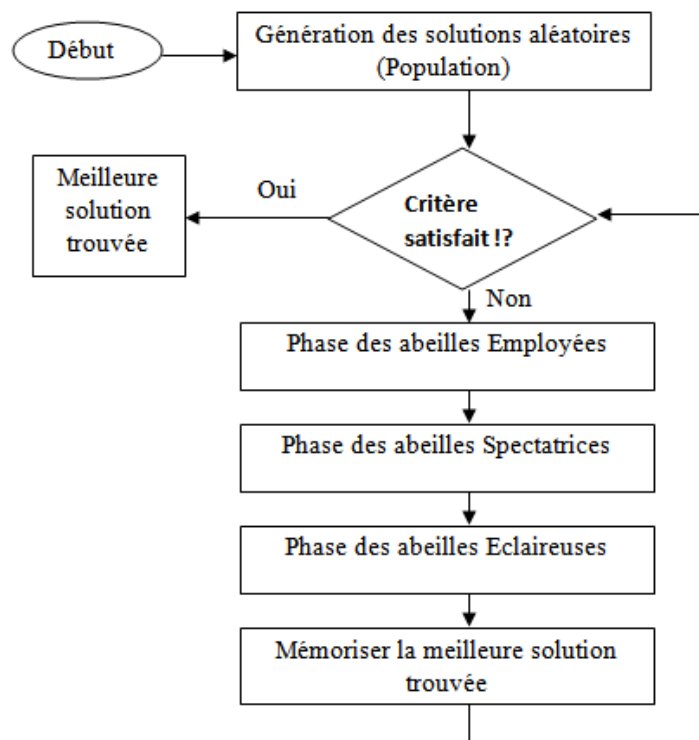 Début
Génération des solutions aléatoires
(Population)
Meilleure
solution
trouvée
Oui
Critère
satisfait !?
Non
Phase des abeilles Employées
Phase des abeilles Spectatrices
Phase des abeilles Eclaireuses
Mémoriser la meilleure solution
trouvée